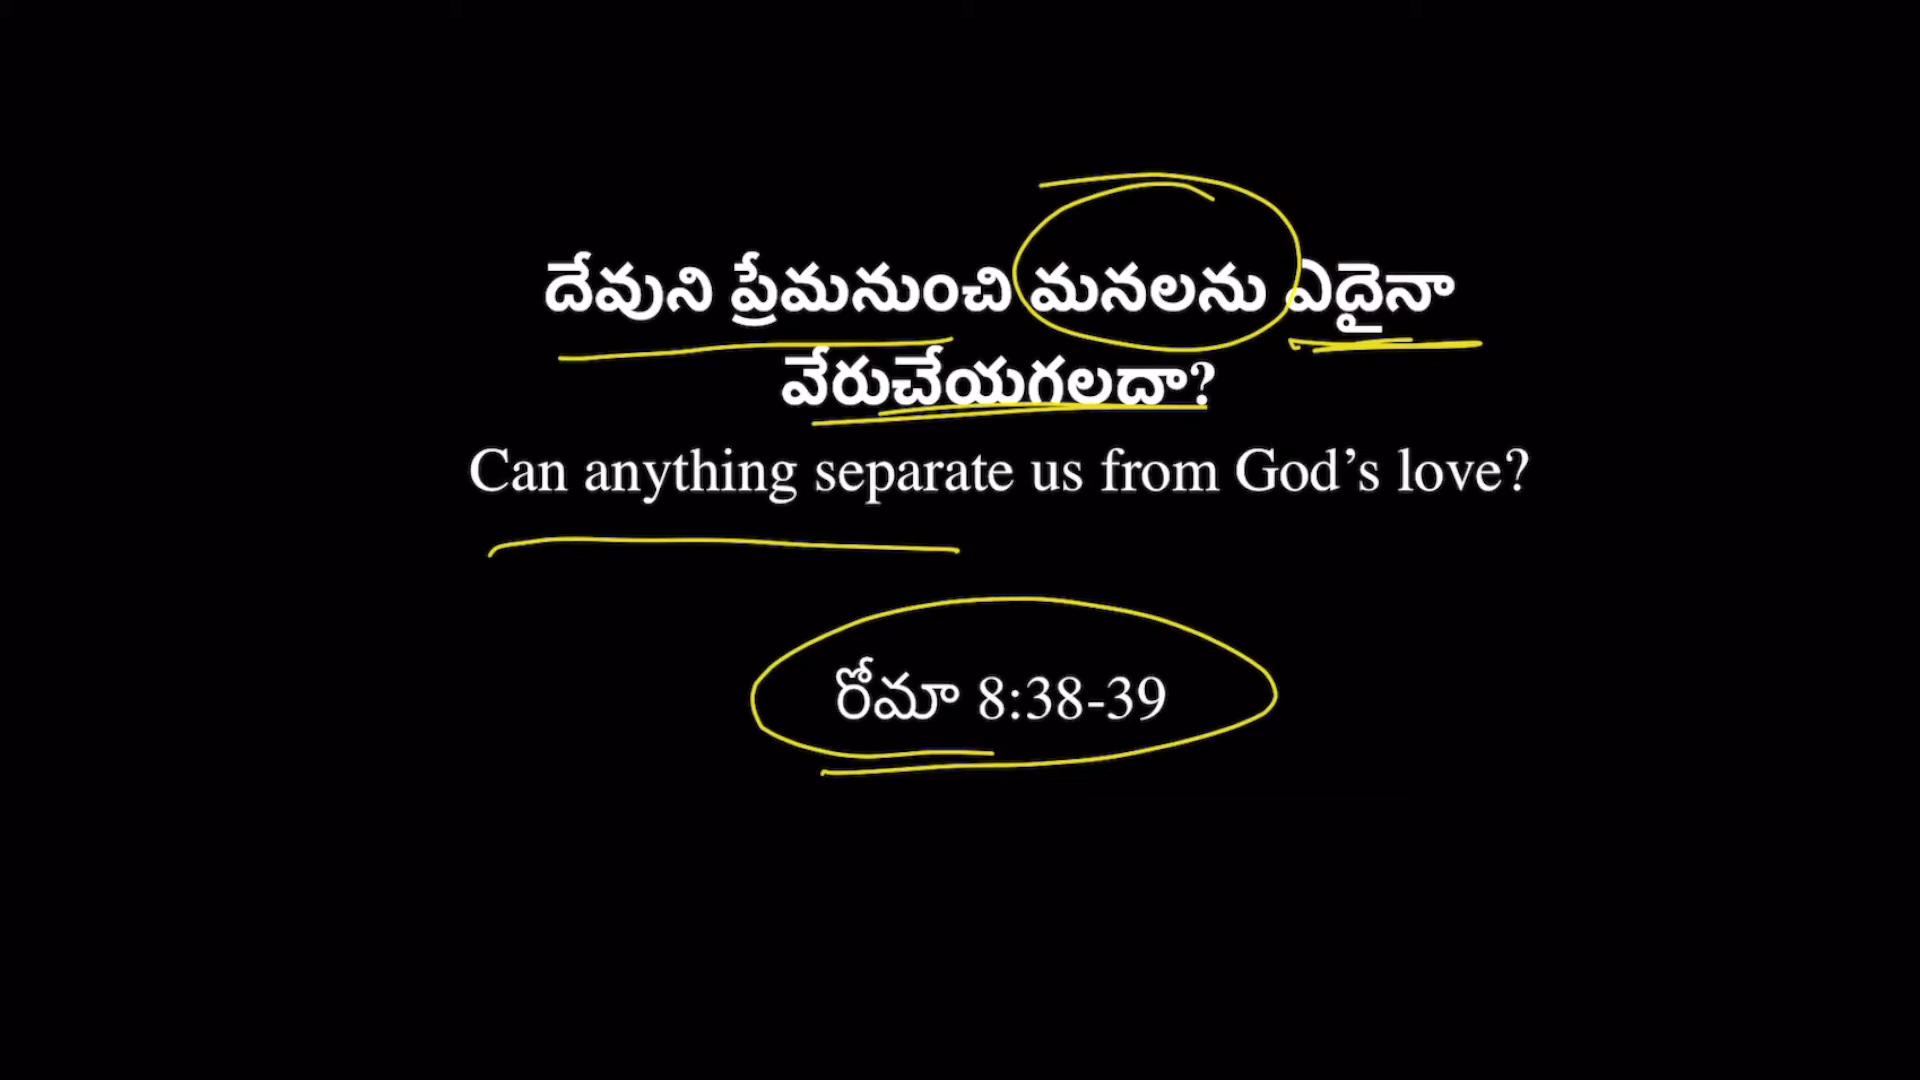 దేవుని ప్రేమనుంచి మనలను ఏదైనా
వేరుచేయగలదా?
Can anything separate us from God’s love?
రోమా 8:38-39